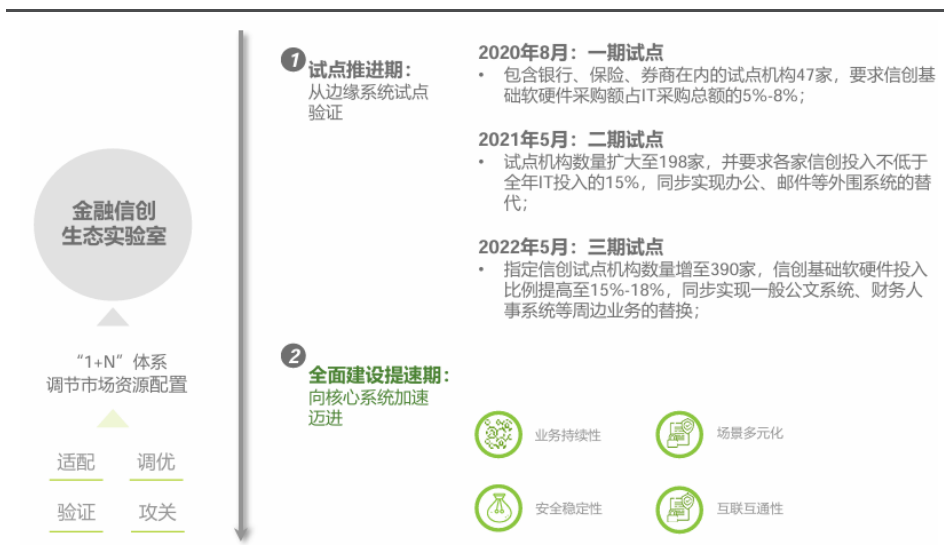 金融信创
生态实验室
“1+N”体系
调节市场资源配置
适配
调优
验证
攻关
1
试点推进期：
从边缘系统试点
验证
2020年8月：一期试点
• 包含银行、保险、券商在内的试点机构47家，要求信创基
础软硬件采购额占IT采购总额的5%-8%；
2021年5月：二期试点
• 试点机构数量扩大至198家，并要求各家信创投入不低于
全年IT投入的15%，同步实现办公、邮件等外围系统的替
代；
2022年5月：三期试点
• 指定信创试点机构数量增至390家，信创基础软硬件投入
比例提高至15%-18%，同步实现一般公文系统、财务人
事系统等周边业务的替换；
2
全面建设提速期：
向核心系统加速
迈进
业务持续性
场景多元化
安全稳定性
互联互通性